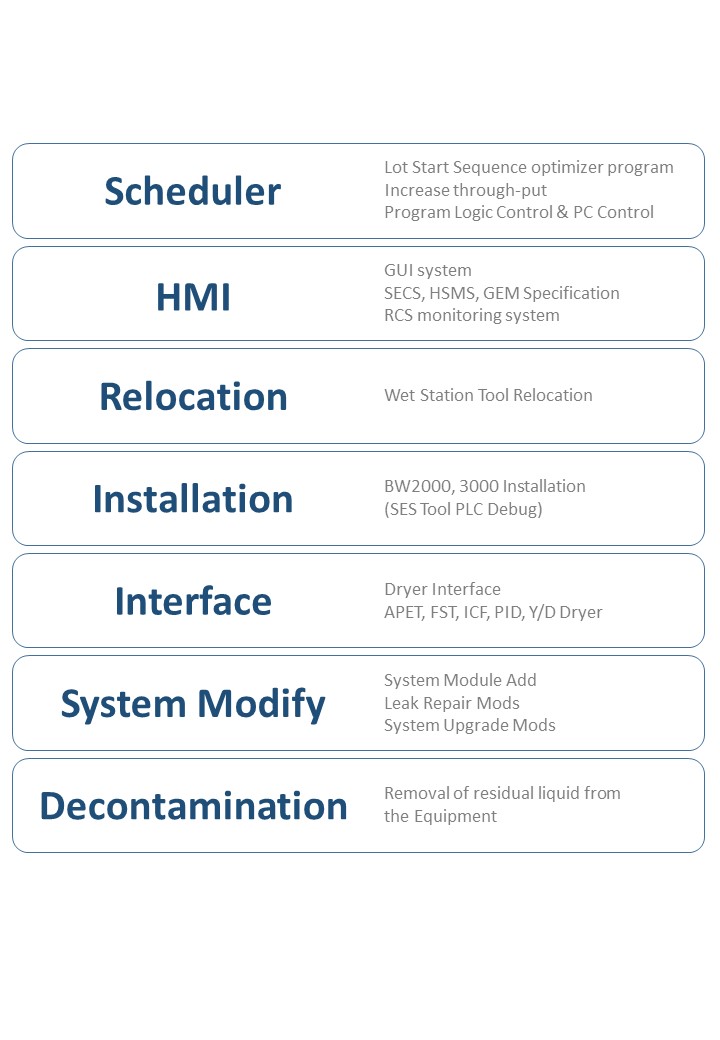 Scheduler
Lot Start Sequence optimizer program
Increase through-put
Program Logic Control & PC Control
HMI
GUI system
SECS, HSMS, GEM Specification
RCS monitoring system
Relocation
Wet Station Tool Relocation
Installation
BW2000, 3000 Installation
(SES Tool PLC Debug)
Interface
Dryer Interface
APET, FST, ICF, PID, Y/D Dryer
System Modify
System Module Add
Leak Repair Mods
System Upgrade Mods
Decontamination
Removal of residual liquid from
the Equipment